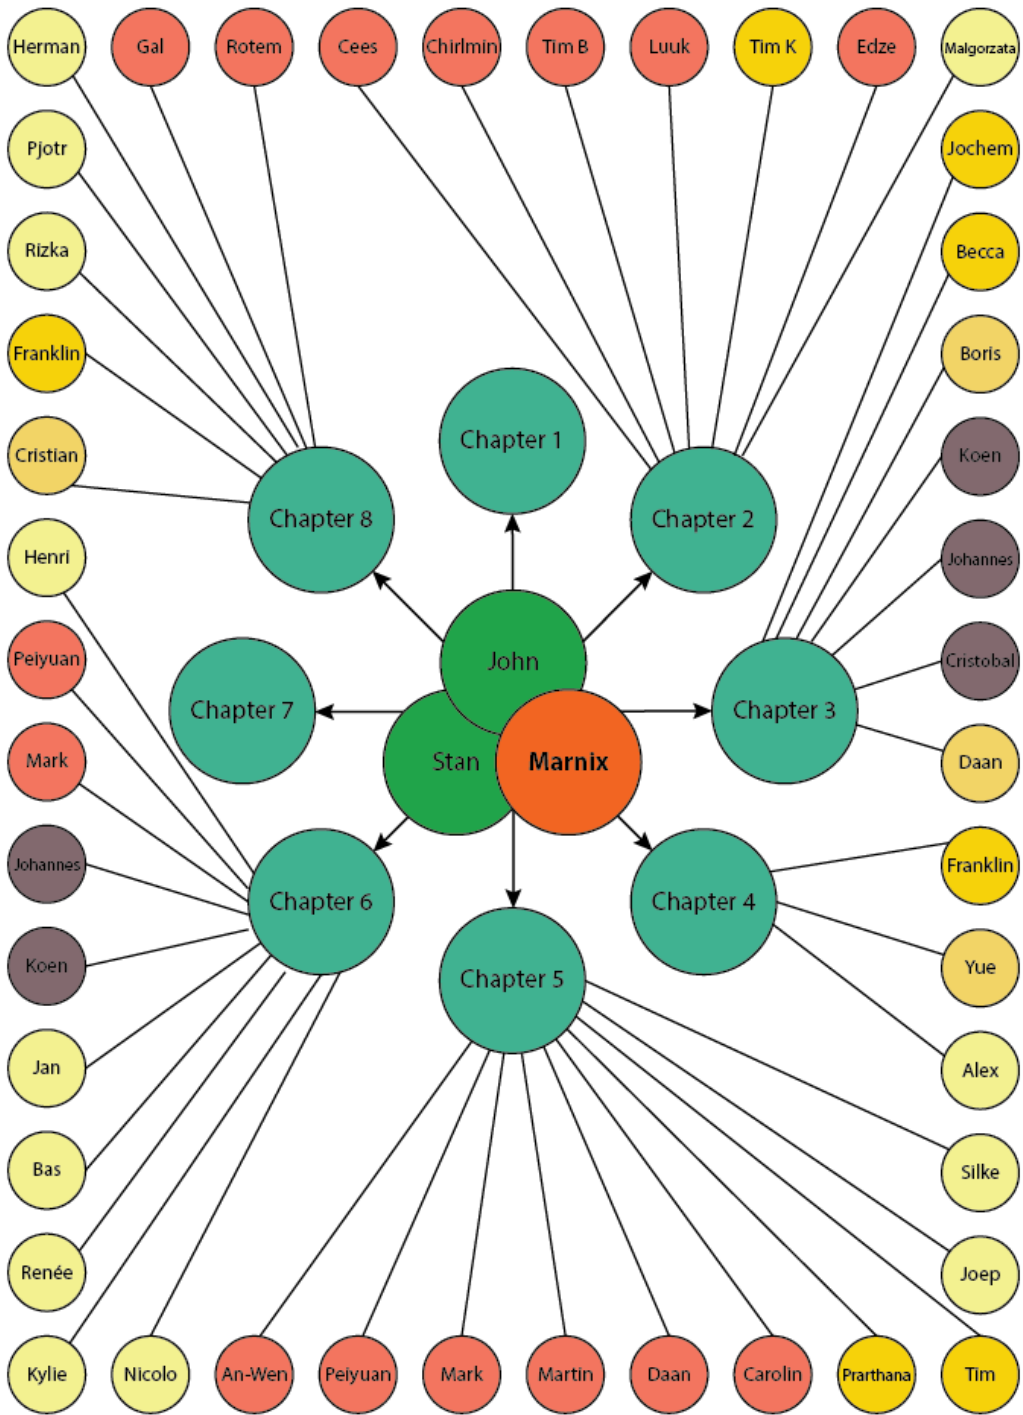 Herman
Gal
Rotem
Cees
Chirlmin
Tim B
Luuk
Tim K
Edze
Malgorzata
Pjotr
Jochem
Rizka
Becca
Franklin
Boris
Chapter 1
Cristian
Koen
Chapter 8
Chapter 2
Henri
Johannes
Peiyuan
John
Cristobal
Chapter 7
Chapter 3
Mark
Stan
Marnix
Daan
Johannes
Franklin
Chapter 6
Chapter 4
Koen
Chapter 5
Yue
Jan
Alex
Bas
Silke
Renée
Joep
Kylie
Nicolo
An-Wen
Peiyuan
Mark
Martin
Daan
Carolin
Prarthana
Tim